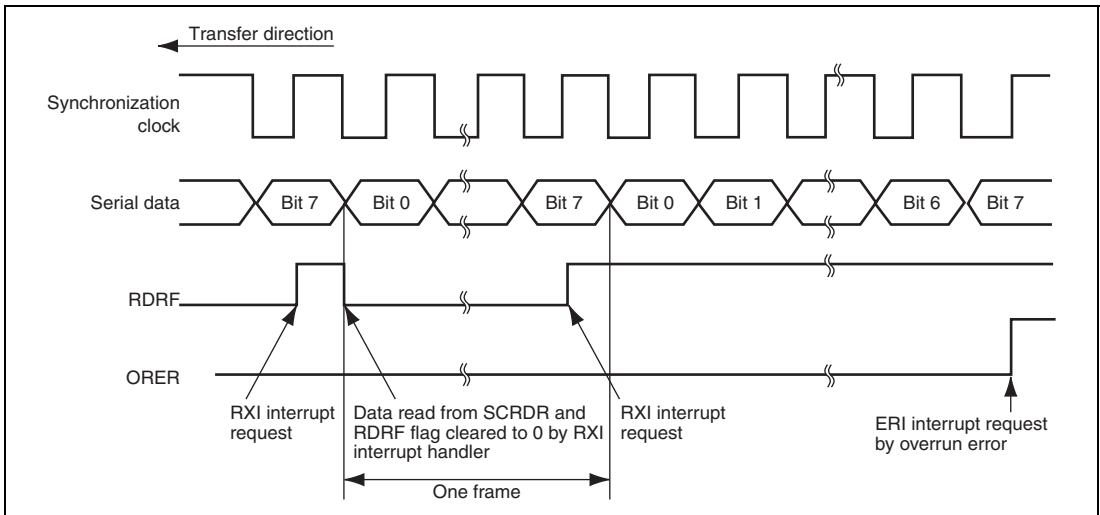 Transfer direction
Synchronization
clock
Serial data
Bit 7
Bit 0
Bit 7
Bit 0
Bit 1
Bit 6
Bit 7
RDRF
ORER
RXI interrupt
request
Data read from SCRDR and
RDRF flag cleared to 0 by RXI
interrupt handler
RXI interrupt
request
ERI interrupt request
by overrun error
One frame